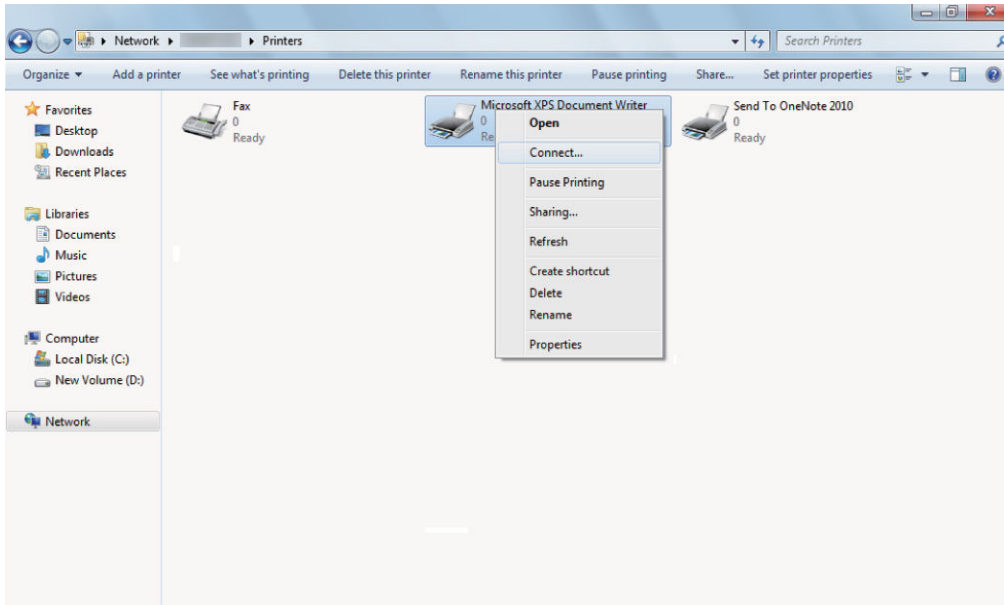 Network Printers
Search Printers
Organize Add a printer See what's printing Delete this printer Rename this printer Pause printing Share... Set printer properties
Favorites
Desktop
Downloads
Recent Places
Libraries
Documents
Music
Pictures
Videos
Computer
Local Disk (C:)
New Volume (D:)
Network
Fax
0
Ready
Microsoft XPS Document Writer
0
Re
Open
Connect...
Pause Printing
Sharing...
Refresh
Create shortcut
Delete
Rename
Properties
Send To OneNote 2010
0
Ready